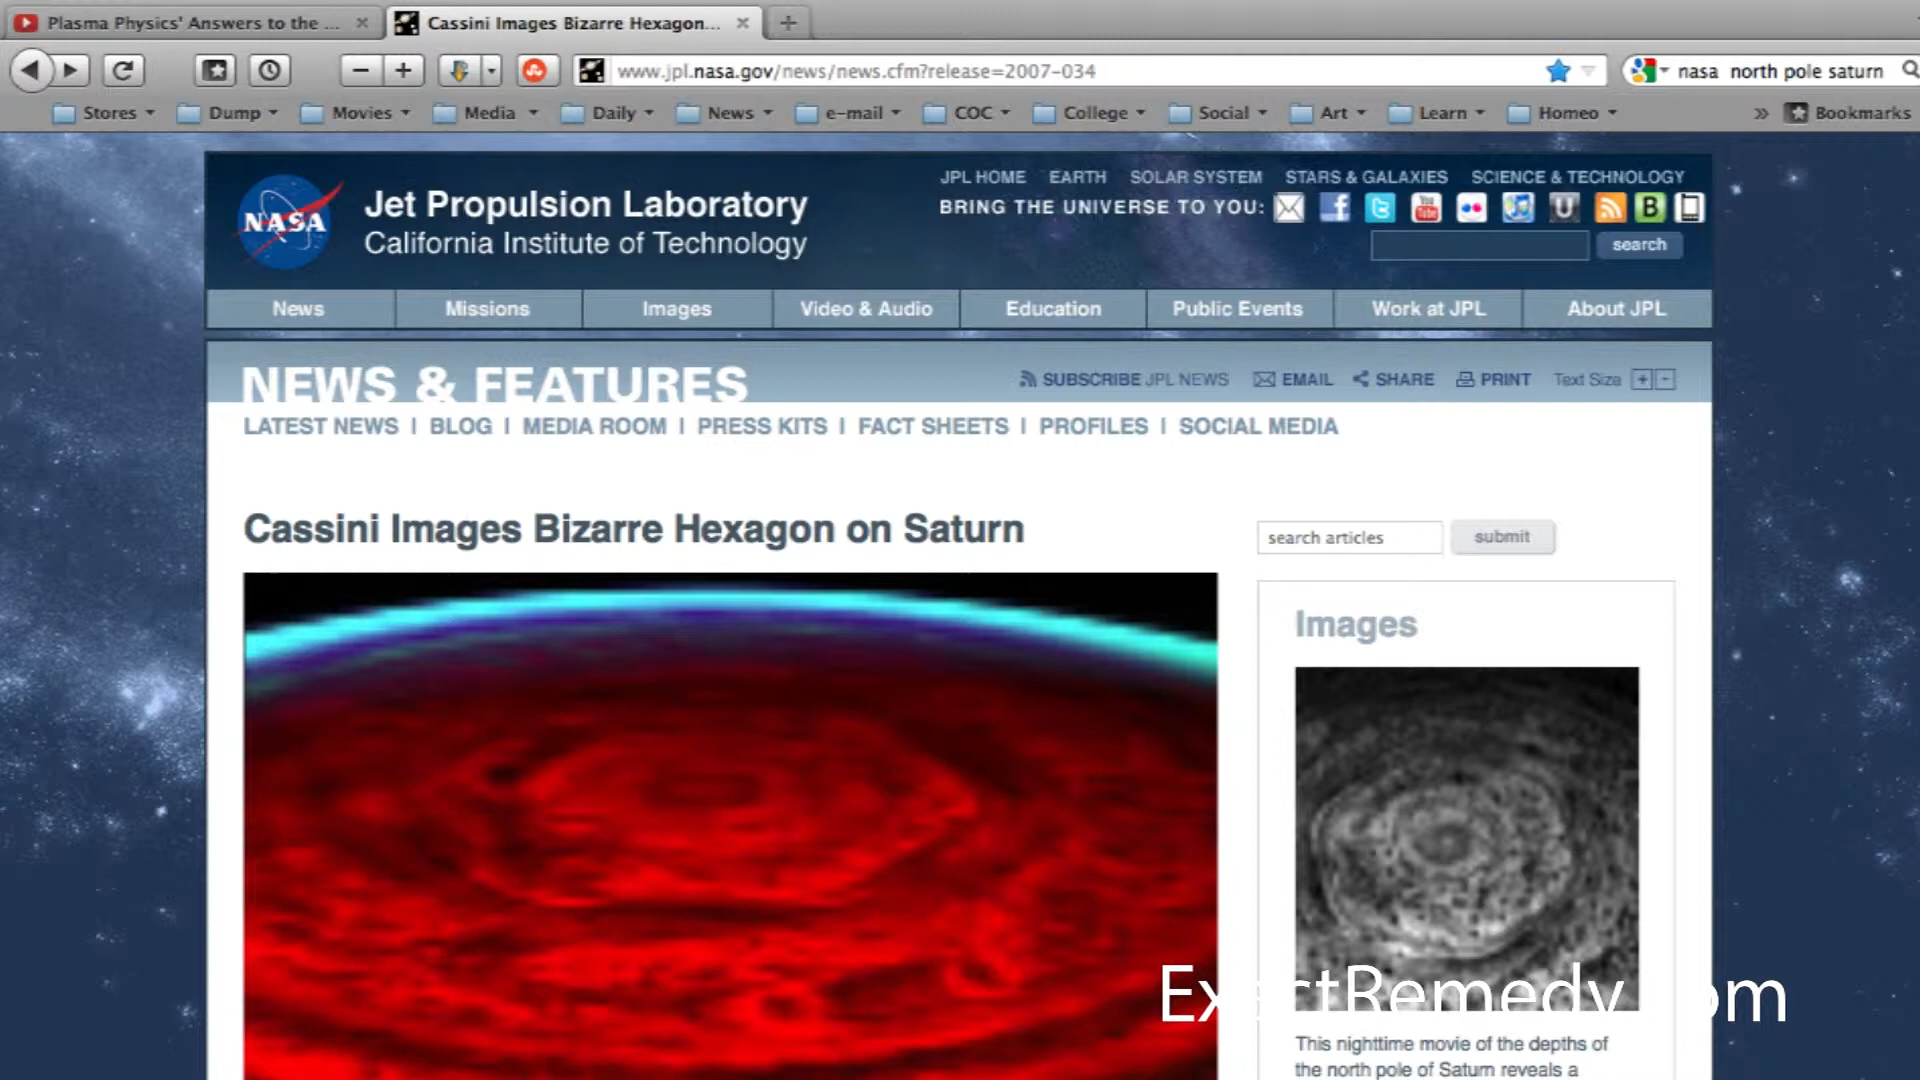 Plasma Physics' Answers to the ...
Cassini Images Bizarre Hexagon...
www.jpl.nasa.gov/news/news.cfm?release=2007-034
nasa north pole saturn
Stores Dump Movies Media Daily News e-mail COC College Social Art Learn Homeo » Bookmarks
NASA
Jet Propulsion Laboratory
California Institute of Technology
JPL HOME EARTH SOLAR SYSTEM STARS & GALAXIES SCIENCE & TECHNOLOGY
BRING THE UNIVERSE TO YOU:
search
News Missions Images Video & Audio Education Public Events Work at JPL About JPL
NEWS & FEATURES
SUBSCRIBE JPL NEWS EMAIL SHARE PRINT Text Size + -
LATEST NEWS | BLOG | MEDIA ROOM | PRESS KITS | FACT SHEETS | PROFILES | SOCIAL MEDIA
Cassini Images Bizarre Hexagon on Saturn
search articles submit
Images
ExactRemedy.com
This nighttime movie of the depths of
the north pole of Saturn reveals a